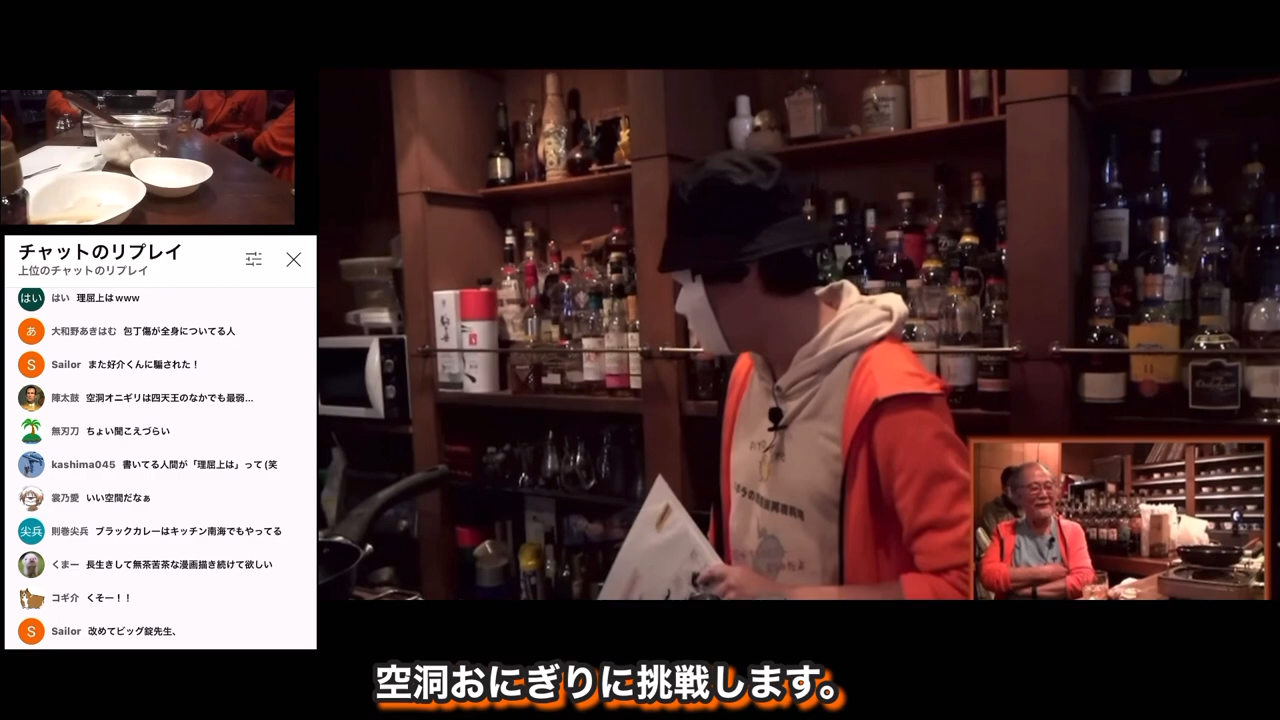 チャットのリプレイ
上位のチャットのリプレイ
はい はい 理屈上はwww
あ 大和野あきはむ 包丁傷が全身についてる人
S Sailor また好介くんに騙された！
陣太鼓 空洞オニギリは四天王のなかでも最弱...
無刃刀 ちょい聞こえづらい
kashima045 書いてる人間が「理屈上は」って(笑
裳乃愛 いい空間だなぁ
尖兵 則巻尖兵 ブラックカレーはキッチン南海でもやってる
くまー 長生きして無茶苦茶な漫画描き続けて欲しい
コギ介 くそー！！
S Sailor 改めてビッグ錠先生、
空洞おにぎりに挑戦します。